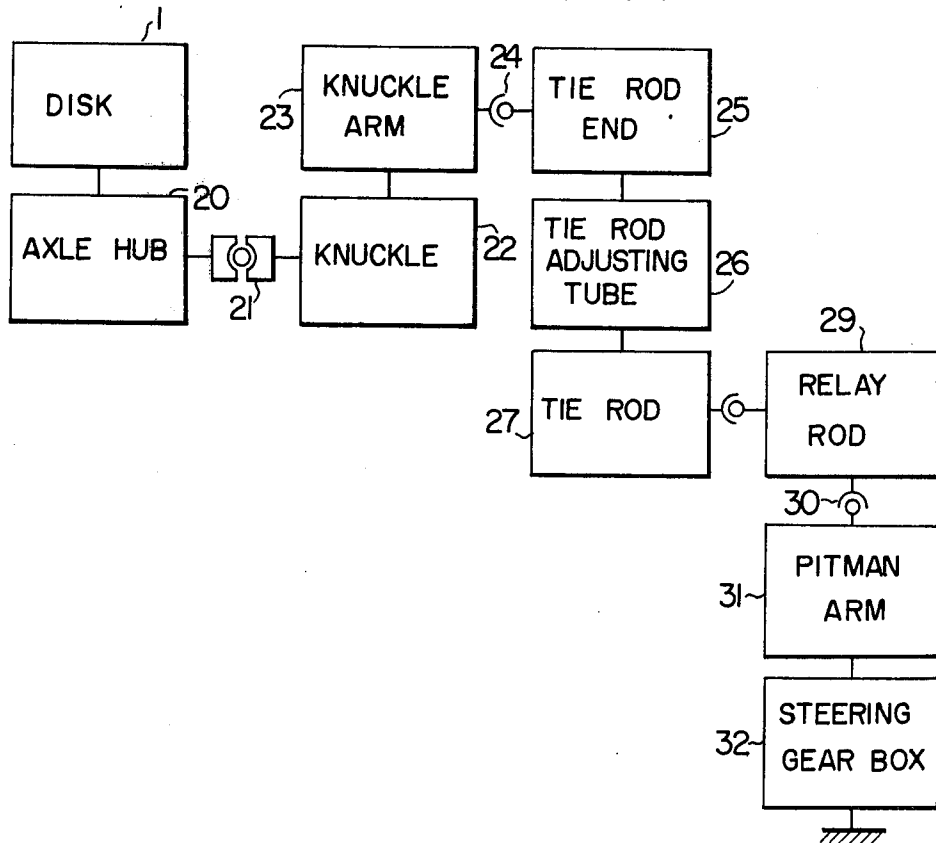 1
DISK
20
AXLE HUB
21
23
KNUCKLE
ARM
24
KNUCKLE
22
TIE ROD
END
25
TIE ROD
ADJUSTING
TUBE
26
TIE ROD
27
29
RELAY
ROD
30
PITMAN
ARM
31
STEERING
GEAR BOX
32